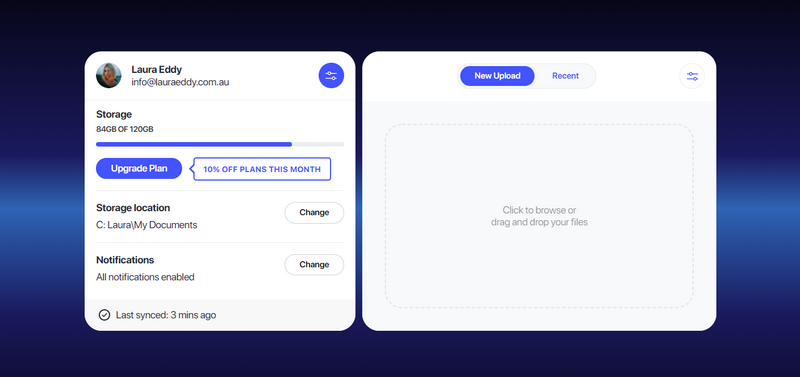 Laura Eddy
info@lauraeddy.com.au
Storage
84GB OF 120GB
Upgrade Plan
10% OFF PLANS THIS MONTH
Storage location
C: Laura\My Documents
Change
Notifications
All notifications enabled
Change
Last synced: 3 mins ago
New Upload
Recent
Click to browse or
drag and drop your files